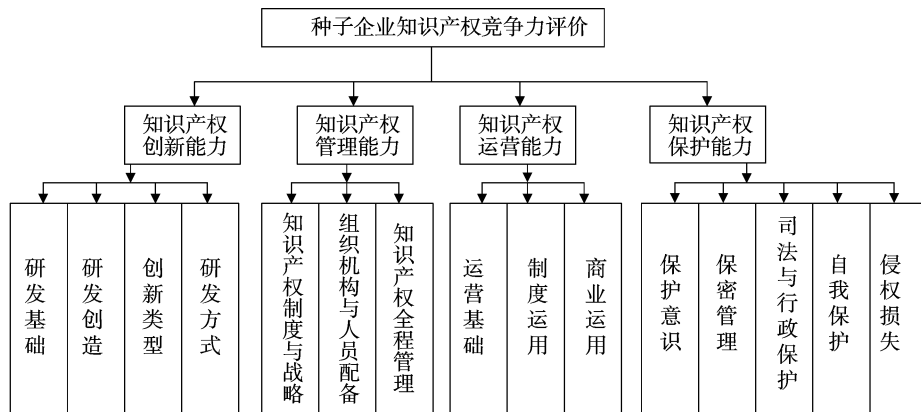 种子企业知识产权竞争力评价
知识产权
创新能力
知识产权
管理能力
知识产权
运营能力
知识产权
保护能力
研发基础
研发创造
创新类型
研发方式
知识产权制度与战略
组织机构与人员配备
知识产权全程管理
运营基础
制度运用
商业运用
保护意识
保密管理
司法与行政保护
自我保护
侵权损失